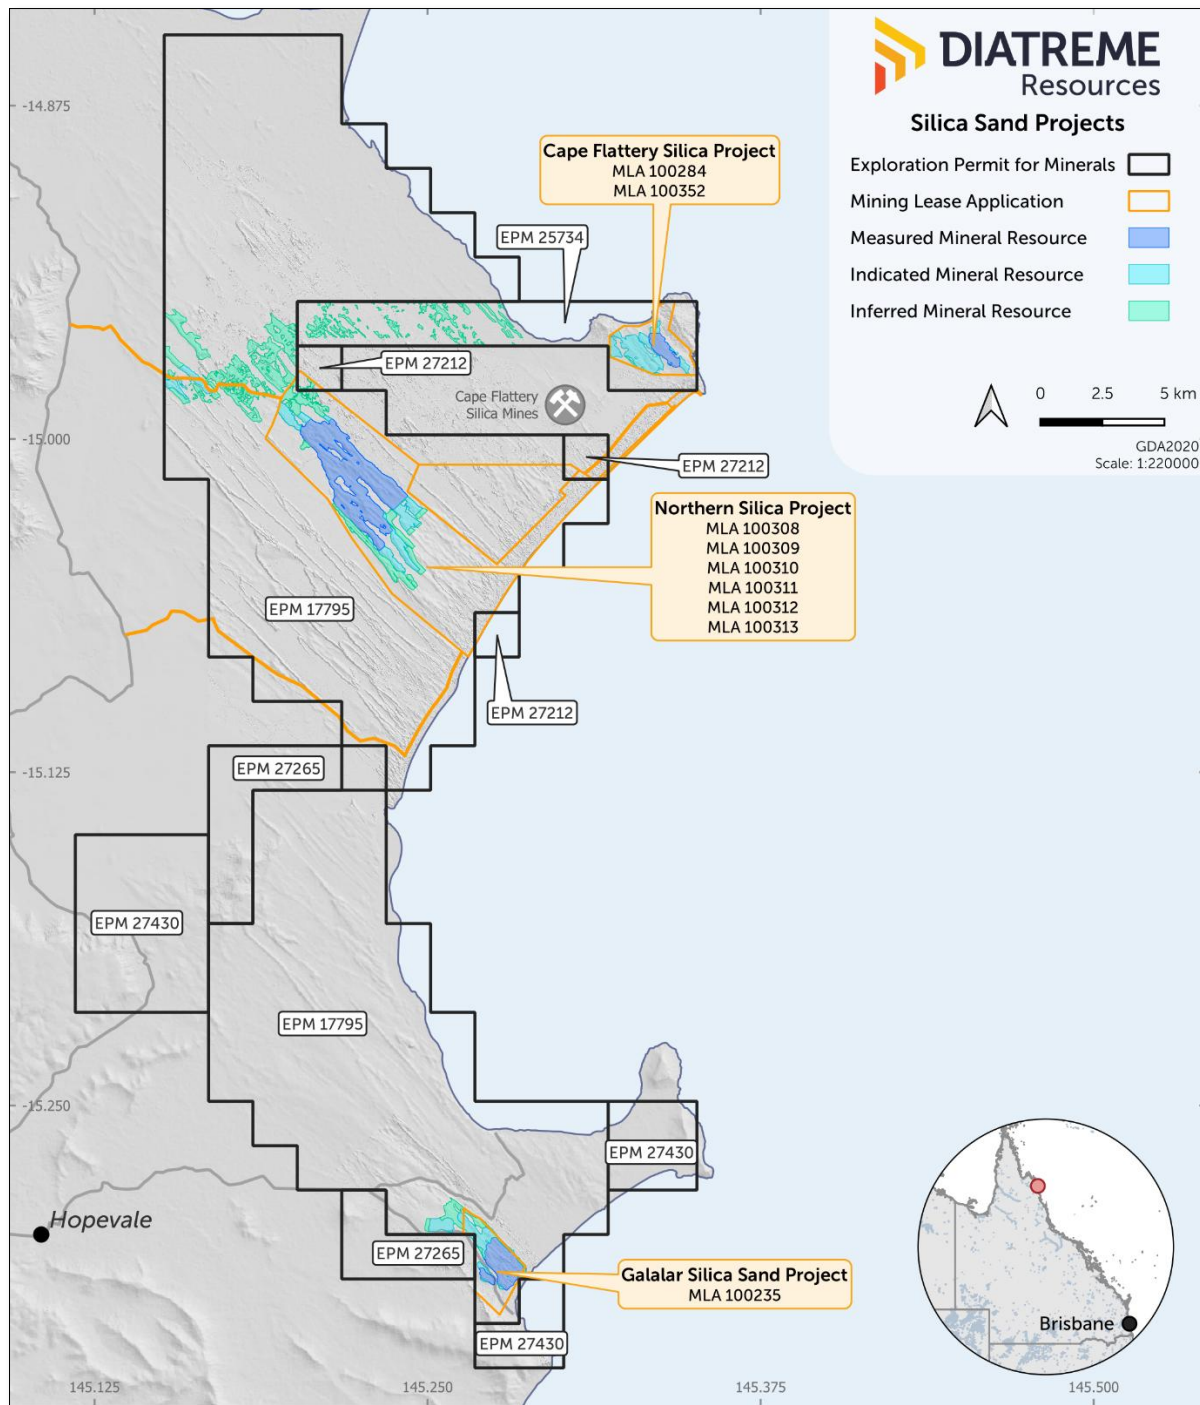 DIATREME
Resources
Silica Sand Projects
Exploration Permit for Minerals
Mining Lease Application
Measured Mineral Resource
Indicated Mineral Resource
Inferred Mineral Resource
0 2.5 5 km
GDA2020
Scale: 1:220000
-14.875
Cape Flattery Silica Project
MLA 100284
MLA 100352
EPM 25734
EPM 27212
Cape Flattery
Silica Mines
-15.000
EPM 27212
Northern Silica Project
MLA 100308
MLA 100309
MLA 100310
MLA 100311
MLA 100312
MLA 100313
EPM 17795
EPM 27212
-15.125
EPM 27265
EPM 27430
EPM 17795
-15.250
EPM 27430
Hopevale
EPM 27265
Galalar Silica Sand Project
MLA 100235
EPM 27430
Brisbane
145.125
145.250
145.375
145.500